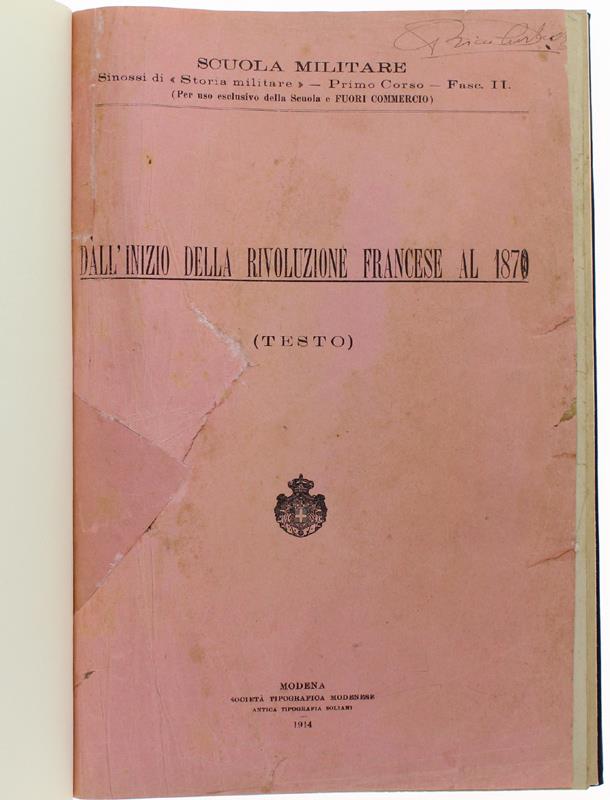 SCUOLA MILITARE
Sinossi di « Storia militare » — Primo Corso — Fasc. II.
(Per uso esclusivo della Scuola e FUORI COMMERCIO)
DALL'INIZIO DELLA RIVOLUZIONE FRANCESE AL 1870
(TESTO)
MODENA
SOCIETÀ TIPOGRAFICA MODENESE
ANTICA TIPOGRAFIA SOLIANI
1914